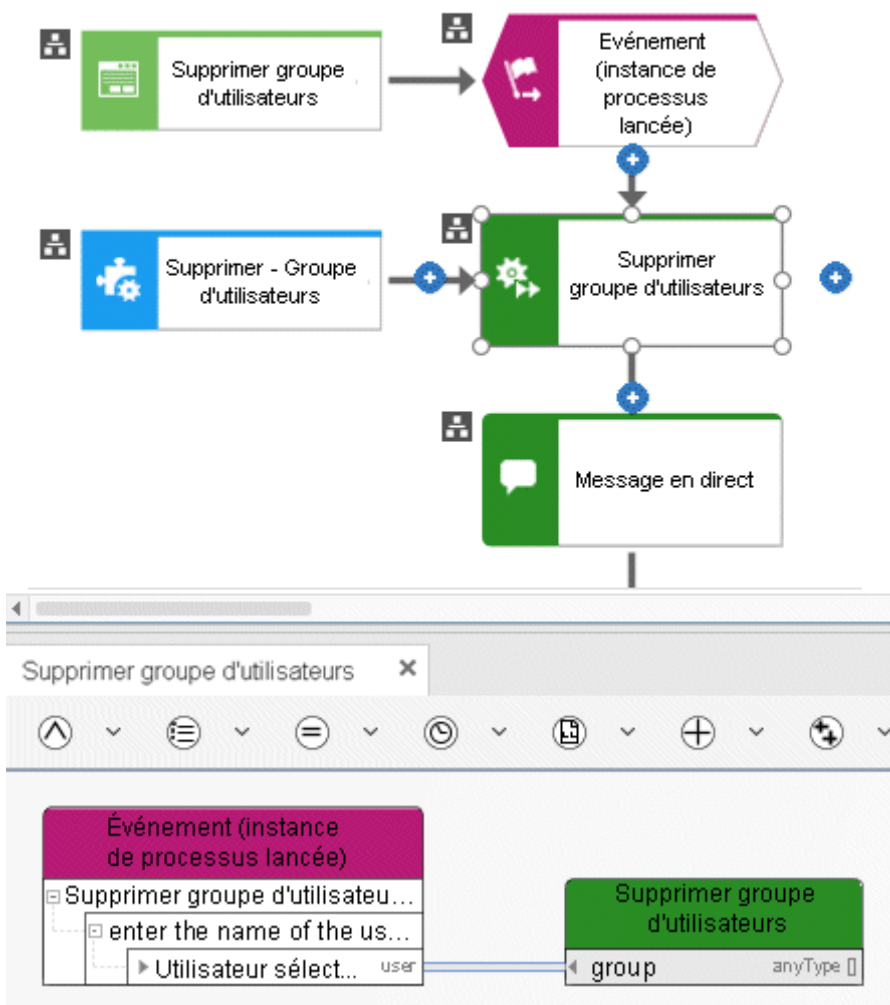 Supprimer groupe
d'utilisateurs
Evénement
(instance de
processus
lancée)
Supprimer - Groupe
d'utilisateurs
Supprimer
groupe d'utilisateurs
Message en direct
Supprimer groupe d'utilisateurs
Événement (instance
de processus lancée)
Supprimer groupe d'utilisateu...
enter the name of the us...
Utilisateur sélect... user
Supprimer groupe
d'utilisateurs
group anyType []